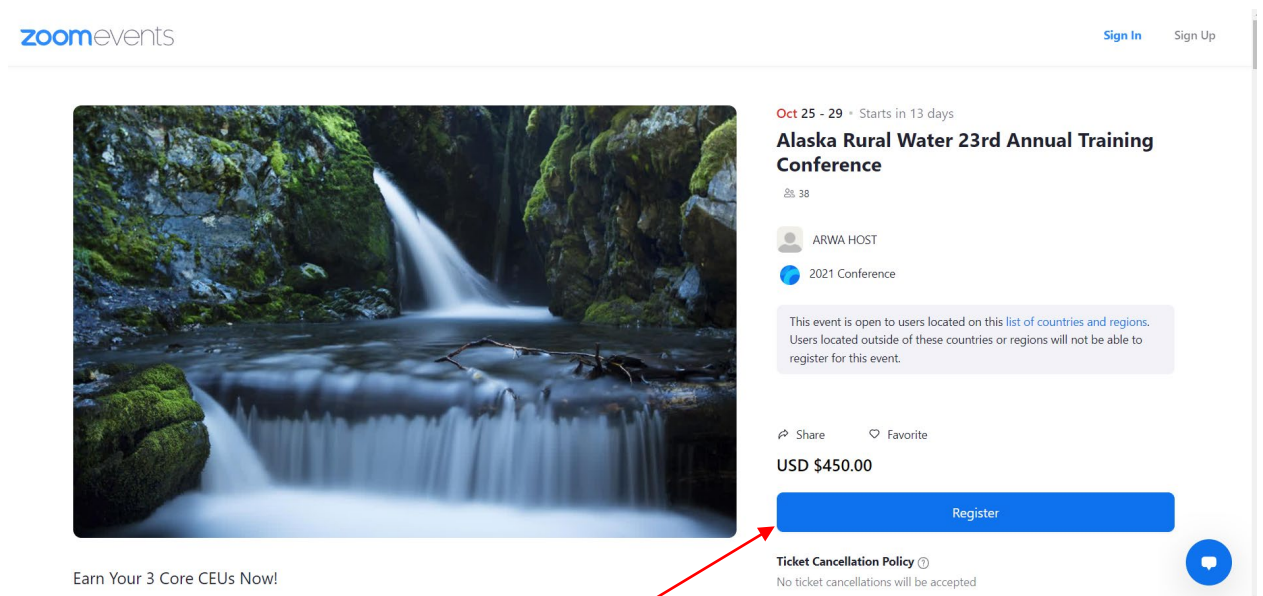 zoomevents
Sign In
Sign Up
Oct 25 - 29 • Starts in 13 days
Alaska Rural Water 23rd Annual Training
Conference
38
ARWA HOST
2021 Conference
This event is open to users located on this list of countries and regions.
Users located outside of these countries or regions will not be able to
register for this event.
Share
Favorite
USD $450.00
Register
Ticket Cancellation Policy ?
No ticket cancellations will be accepted
Earn Your 3 Core CEUs Now!